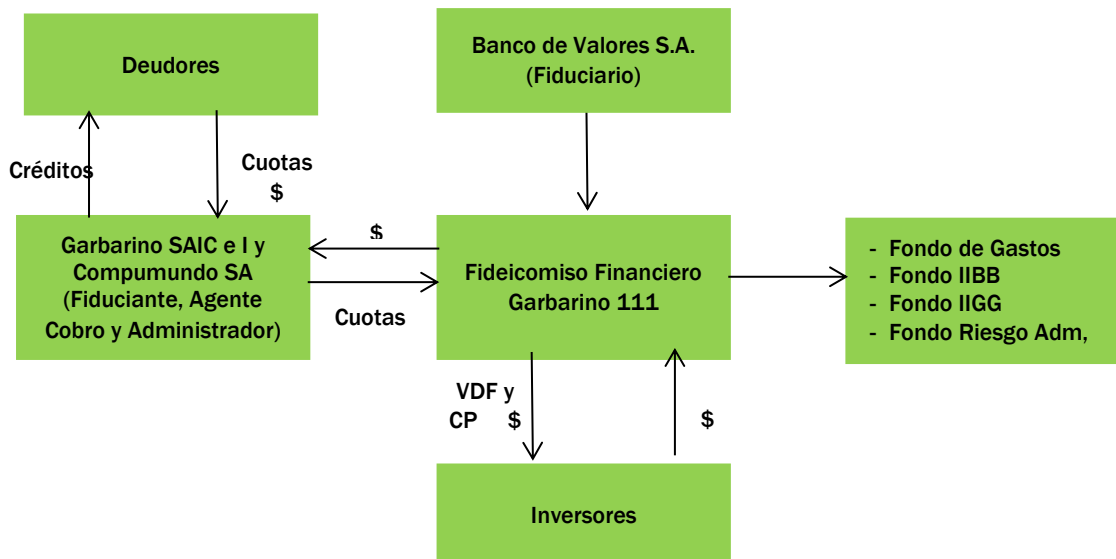 Deudores
Banco de Valores S.A.
(Fiduciario)
Créditos
Cuotas
$
Garbarino SAIC e I y
Compumundo SA
(Fiduciante, Agente
Cobro y Administrador)
$
Cuotas
Fideicomiso Financiero
Garbarino 111
- Fondo de Gastos
- Fondo IIBB
- Fondo IIGG
- Fondo Riesgo Adm,
VDF y
CP $
$
Inversores